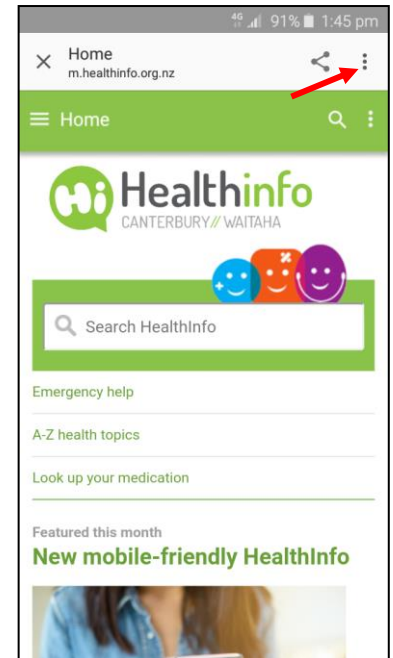 4G 91% 1:45 pm
Home
m.healthinfo.org.nz
Home
Hi Healthinfo
CANTERBURY // WAITAHA
Search HealthInfo
Emergency help
A-Z health topics
Look up your medication
Featured this month
New mobile-friendly HealthInfo